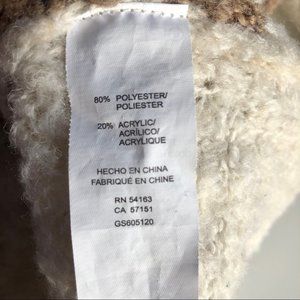 80% POLYESTER/
POLIESTER
20% ACRYLIC/
ACRÍLICO/
ACRYLIQUE
HECHO EN CHINA
FABRIQUÉ EN CHINE
RN 54163
CA 57151
GS605120